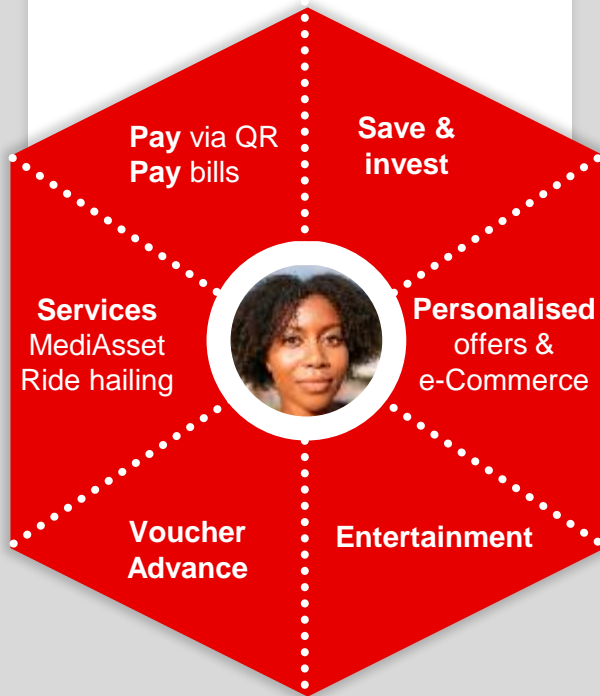 Pay via QR
Pay bills
Save &
invest
Services
MediAsset
Ride hailing
Personalised
offers &
e-Commerce
Voucher
Advance
Entertainment